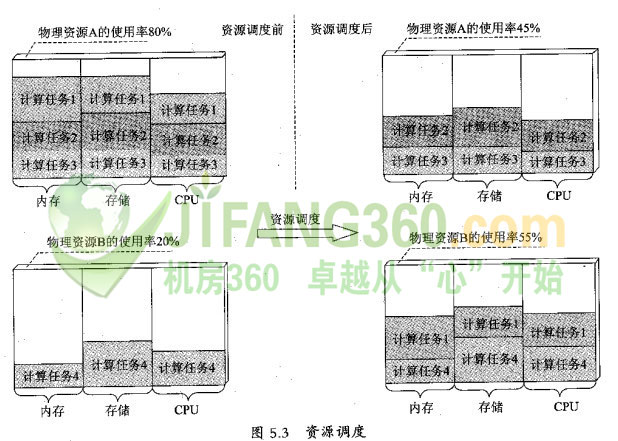 物理资源A的使用率80%
资源调度前
资源调度后
物理资源A的使用率45%
计算任务1
计算任务1
计算任务1
计算任务2
计算任务2
计算任务2
计算任务3
计算任务3
计算任务3
内存
存储
CPU
计算任务2
计算任务2
计算任务2
计算任务3
计算任务3
计算任务3
内存
存储
CPU
资源调度
JIFANG360.com
机房360 卓越从“心”开始
物理资源B的使用率20%
计算任务4
计算任务4
计算任务4
内存
存储
CPU
物理资源B的使用率55%
计算任务1
计算任务1
计算任务1
计算任务4
计算任务4
计算任务4
内存
存储
CPU
图 5.3 资源调度